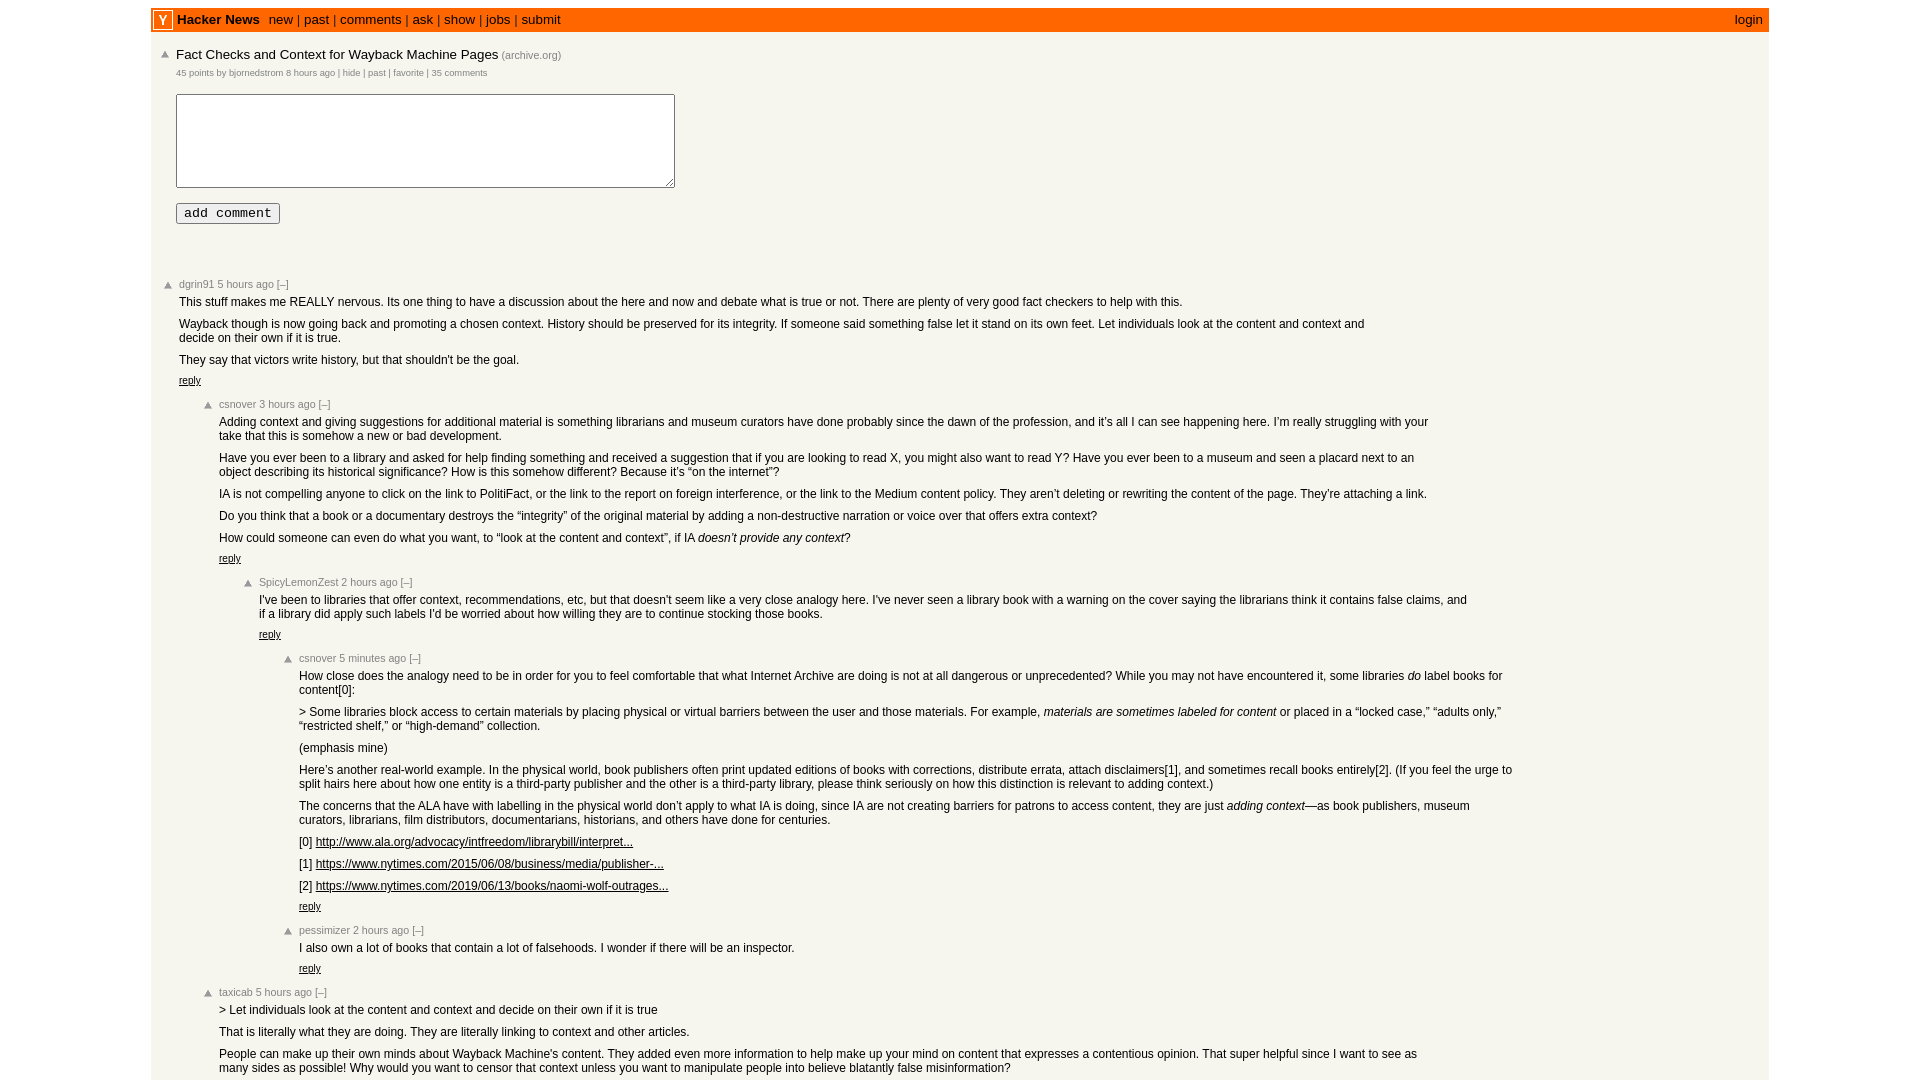 Y Hacker News new | past | comments | ask | show | jobs | submit login
Fact Checks and Context for Wayback Machine Pages (archive.org)
45 points by bjornedstrom 8 hours ago | hide | past | favorite | 35 comments
add comment
dgrin91 5 hours ago [–]
This stuff makes me REALLY nervous. Its one thing to have a discussion about the here and now and debate what is true or not. There are plenty of very good fact checkers to help with this.
Wayback though is now going back and promoting a chosen context. History should be preserved for its integrity. If someone said something false let it stand on its own feet. Let individuals look at the content and context and
decide on their own if it is true.
They say that victors write history, but that shouldn't be the goal.
reply
csnover 3 hours ago [–]
Adding context and giving suggestions for additional material is something librarians and museum curators have done probably since the dawn of the profession, and it’s all I can see happening here. I’m really struggling with your
take that this is somehow a new or bad development.
Have you ever been to a library and asked for help finding something and received a suggestion that if you are looking to read X, you might also want to read Y? Have you ever been to a museum and seen a placard next to an
object describing its historical significance? How is this somehow different? Because it’s “on the internet”?
IA is not compelling anyone to click on the link to PolitiFact, or the link to the report on foreign interference, or the link to the Medium content policy. They aren’t deleting or rewriting the content of the page. They’re attaching a link.
Do you think that a book or a documentary destroys the “integrity” of the original material by adding a non-destructive narration or voice over that offers extra context?
How could someone can even do what you want, to “look at the content and context”, if IA doesn’t provide any context?
reply
SpicyLemonZest 2 hours ago [–]
I've been to libraries that offer context, recommendations, etc, but that doesn't seem like a very close analogy here. I've never seen a library book with a warning on the cover saying the librarians think it contains false claims, and
if a library did apply such labels I'd be worried about how willing they are to continue stocking those books.
reply
csnover 5 minutes ago [–]
How close does the analogy need to be in order for you to feel comfortable that what Internet Archive are doing is not at all dangerous or unprecedented? While you may not have encountered it, some libraries do label books for
content[0]:
> Some libraries block access to certain materials by placing physical or virtual barriers between the user and those materials. For example, materials are sometimes labeled for content or placed in a “locked case,” “adults only,”
“restricted shelf,” or “high-demand” collection.
(emphasis mine)
Here’s another real-world example. In the physical world, book publishers often print updated editions of books with corrections, distribute errata, attach disclaimers[1], and sometimes recall books entirely[2]. (If you feel the urge to
split hairs here about how one entity is a third-party publisher and the other is a third-party library, please think seriously on how this distinction is relevant to adding context.)
The concerns that the ALA have with labelling in the physical world don’t apply to what IA is doing, since IA are not creating barriers for patrons to access content, they are just adding context—as book publishers, museum
curators, librarians, film distributors, documentarians, historians, and others have done for centuries.
[0] http://www.ala.org/advocacy/intfreedom/librarybill/interpret...
[1] https://www.nytimes.com/2015/06/08/business/media/publisher-...
[2] https://www.nytimes.com/2019/06/13/books/naomi-wolf-outrages...
reply
pessimizer 2 hours ago [–]
I also own a lot of books that contain a lot of falsehoods. I wonder if there will be an inspector.
reply
taxicab 5 hours ago [–]
> Let individuals look at the content and context and decide on their own if it is true
That is literally what they are doing. They are literally linking to context and other articles.
People can make up their own minds about Wayback Machine's content. They added even more information to help make up your mind on content that expresses a contentious opinion. That super helpful since I want to see as
many sides as possible! Why would you want to censor that context unless you want to manipulate people into believe blatantly false misinformation?